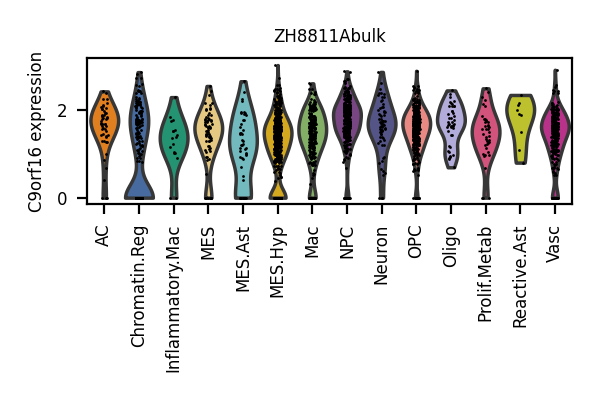 ZH8811Abulk
C9orf16 expression
2
0
AC
Chromatin.Reg
Inflammatory.Mac
MES
MES.Ast
MES.Hyp
Mac
NPC
Neuron
OPC
Oligo
Prolif.Metab
Reactive.Ast
Vasc